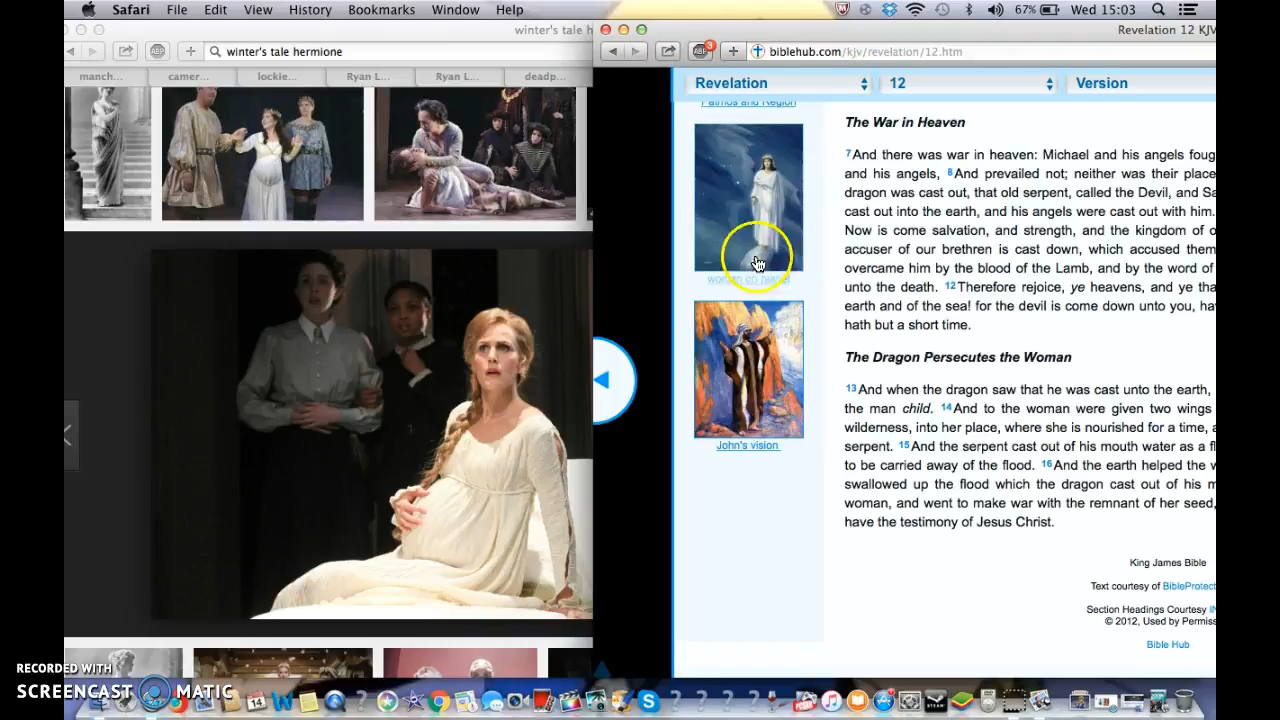 Safari File Edit View History Bookmarks Window Help 67% Wed 15:03
winter's tale h
Revelation 12 KJV
ABP winter's tale hermione
ABP 3 biblehub.com/kjv/revelation/12.htm
manch... camer... lockie... Ryan L... Ryan L... deadp...
Revelation 12 Version
Patmos and Region
The War in Heaven
7And there was war in heaven: Michael and his angels foug
and his angels, 8And prevailed not; neither was their place
dragon was cast out, that old serpent, called the Devil, and Sa
cast out into the earth, and his angels were cast out with him.
Now is come salvation, and strength, and the kingdom of o
accuser of our brethren is cast down, which accused them
overcame him by the blood of the Lamb, and by the word of
unto the death. 12Therefore rejoice, ye heavens, and ye tha
earth and of the sea! for the devil is come down unto you, ha
hath but a short time.
woman on
The Dragon Persecutes the Woman
13And when the dragon saw that he was cast unto the earth,
the man child. 14And to the woman were given two wings
wilderness, into her place, where she is nourished for a time, a
serpent. 15And the serpent cast out of his mouth water as a fl
to be carried away of the flood. 16And the earth helped the w
swallowed up the flood which the dragon cast out of his m
woman, and went to make war with the remnant of her seed,
have the testimony of Jesus Christ.
John's vision
King James Bible
Text courtesy of BibleProtect
Section Headings Courtesy IN
© 2012, Used by Permiss
Bible Hub
RECORDED WITH
SCREENCAST MATIC